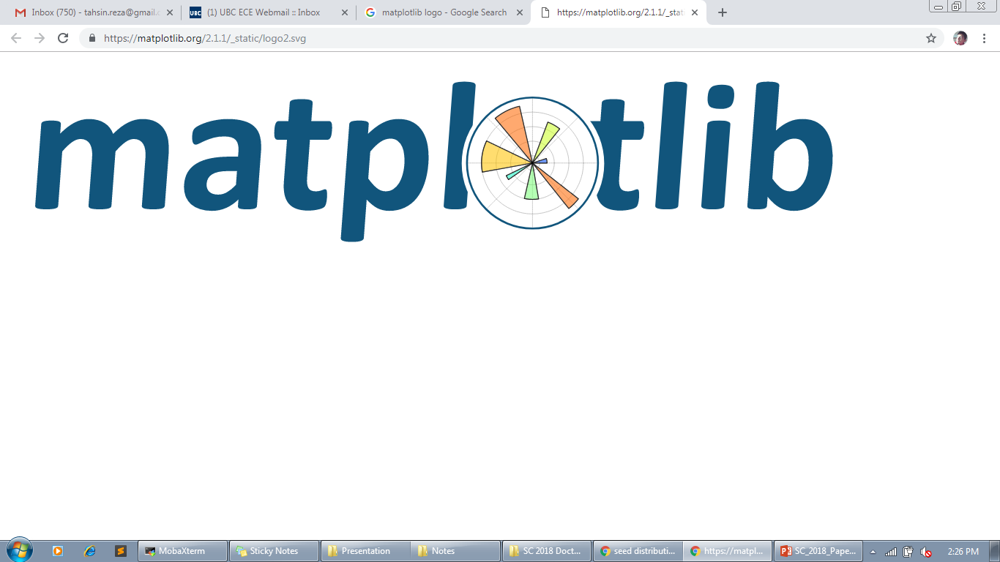 Inbox (750) - tahsin.reza@gmail.c
(1) UBC ECE Webmail :: Inbox
matplotlib logo - Google Search
https://matplotlib.org/2.1.1/_stati
UBC
https://matplotlib.org/2.1.1/_static/logo2.svg
matplotlib
MobaXterm
Sticky Notes
Presentation
Notes
SC 2018 Doct...
seed distributi...
https://matpl...
SC_2018_Pape...
2:26 PM